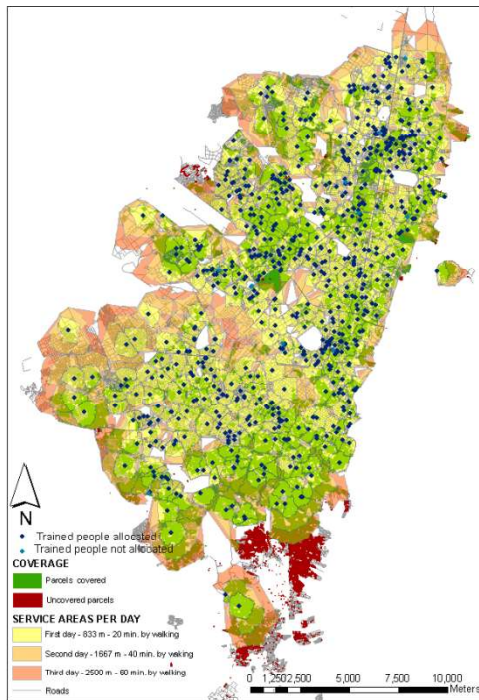 N
Trained people allocated
Trained people not allocated
COVERAGE
Parcels covered
Uncovered parcels
SERVICE AREAS PER DAY
First day - 833 m - 20 min. by walking
Second day - 1667 m - 40 min. by walking
Third day - 2500 m - 60 min. by walking
Roads
0 1,250 2,500 5,000 7,500 10,000
Meters